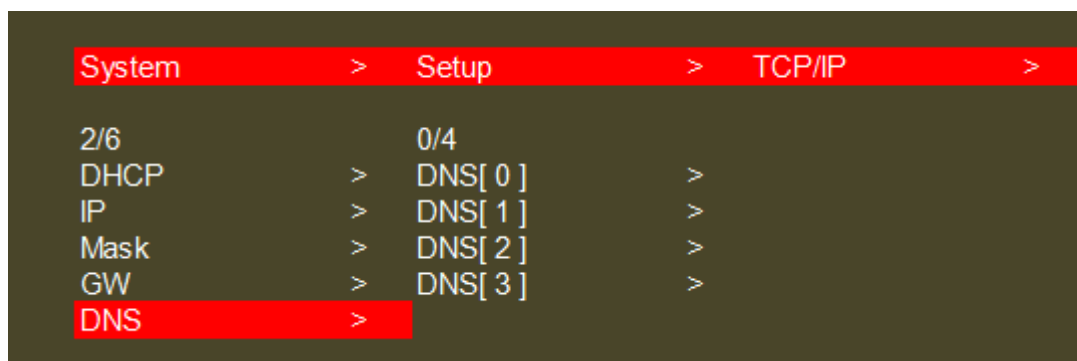 System > Setup > TCP/IP >
2/6 0/4
DHCP > DNS[ 0 ] >
IP > DNS[ 1 ] >
Mask > DNS[ 2 ] >
GW > DNS[ 3 ] >
DNS >